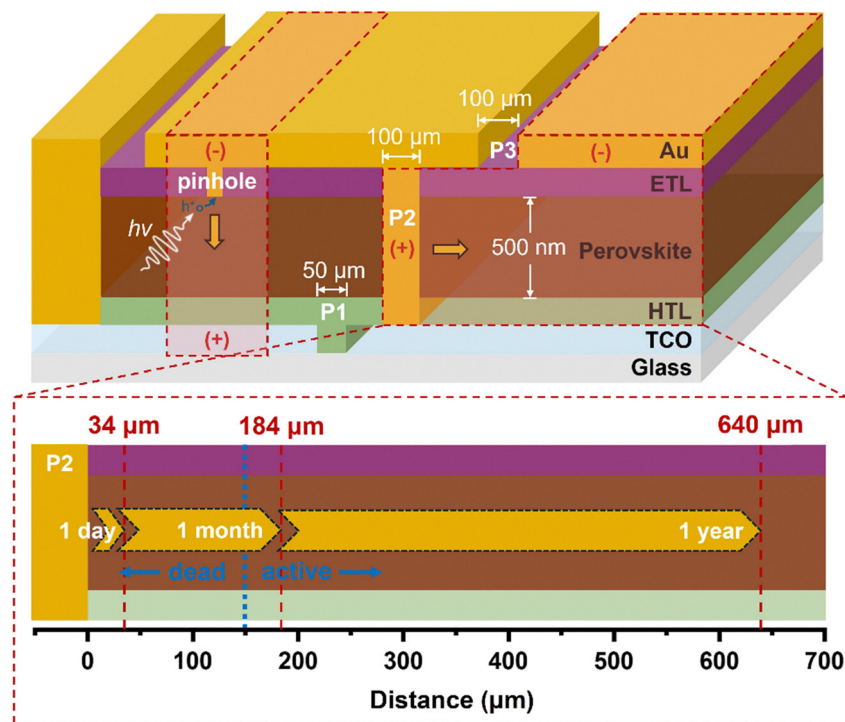 100 μm
100 μm
P3
(-)
(-)
Au
pinhole
ETL
h⁺
P2
hν
(+)
500 nm
Perovskite
50 μm
P1
HTL
(+)
TCO
Glass
34 μm
184 μm
640 μm
P2
1 day
1 month
1 year
dead
active
0
100
200
300
400
500
600
700
Distance (μm)